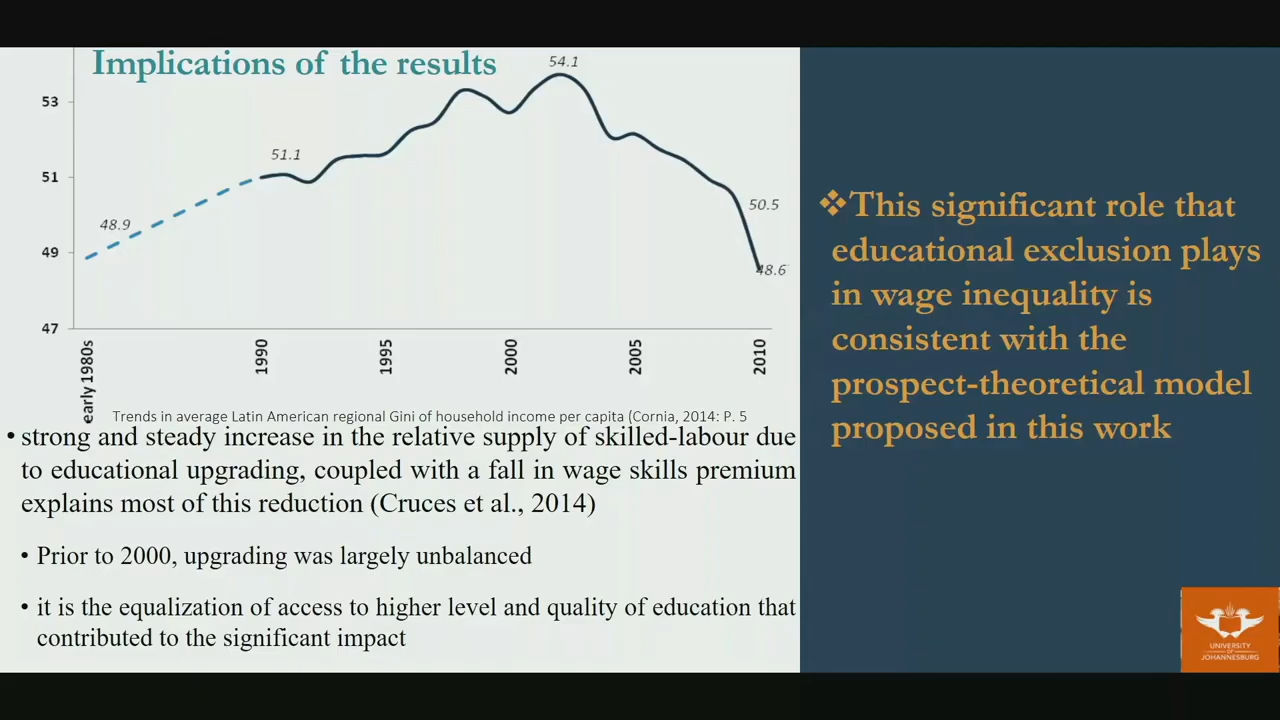 Implications of the results
54.1
53
51.1
51
50.5
48.9
49
48.6
47
early 1980s
1990
1995
2000
2005
2010
Trends in average Latin American regional Gini of household income per capita (Cornia, 2014: P. 5
• strong and steady increase in the relative supply of skilled-labour due
to educational upgrading, coupled with a fall in wage skills premium
explains most of this reduction (Cruces et al., 2014)
• Prior to 2000, upgrading was largely unbalanced
• it is the equalization of access to higher level and quality of education that
contributed to the significant impact
❖This significant role that
educational exclusion plays
in wage inequality is
consistent with the
prospect-theoretical model
proposed in this work
UNIVERSITY
OF
JOHANNESBURG